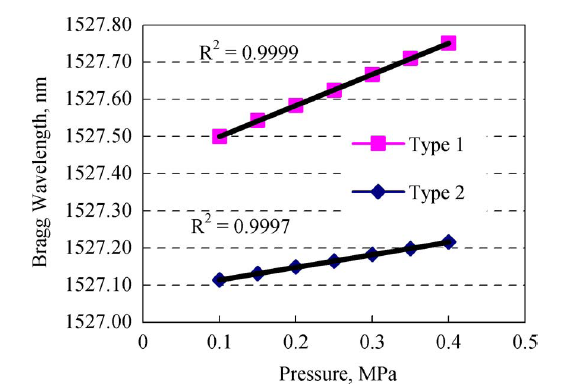 1527.80
1527.70
1527.60
1527.50
1527.40
1527.30
1527.20
1527.10
1527.00
Bragg Wavelength, nm
R² = 0.9999
Type 1
Type 2
R² = 0.9997
0 0.1 0.2 0.3 0.4 0.5
Pressure, MPa